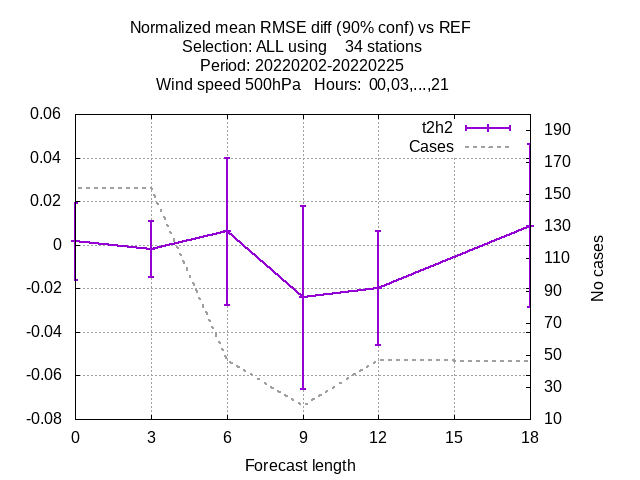 Normalized mean RMSE diff (90% conf) vs REF
Selection: ALL using 34 stations
Period: 20220202-20220225
Wind speed 500hPa Hours: 00,03,...,21
t2h2
Cases
0.06
0.04
0.02
0
-0.02
-0.04
-0.06
-0.08
190
170
150
130
110
90
70
50
30
10
No cases
0 3 6 9 12 15 18
Forecast length